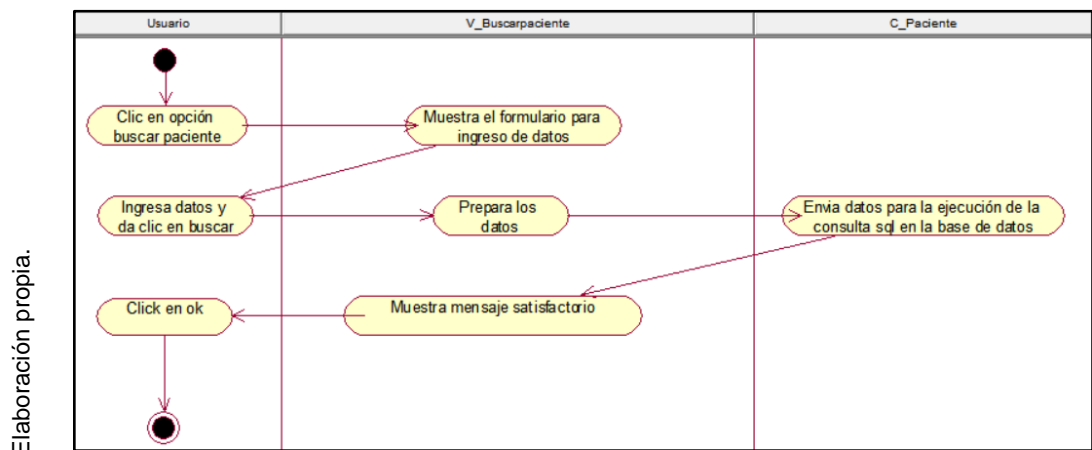 Usuario
V_Buscarpaciente
C_Paciente
Clic en opción
buscar paciente
Muestra el formulario para
ingreso de datos
Ingresa datos y
da clic en buscar
Prepara los
datos
Envia datos para la ejecución de la
consulta sql en la base de datos
Muestra mensaje satisfactorio
Click en ok
Elaboración propia.